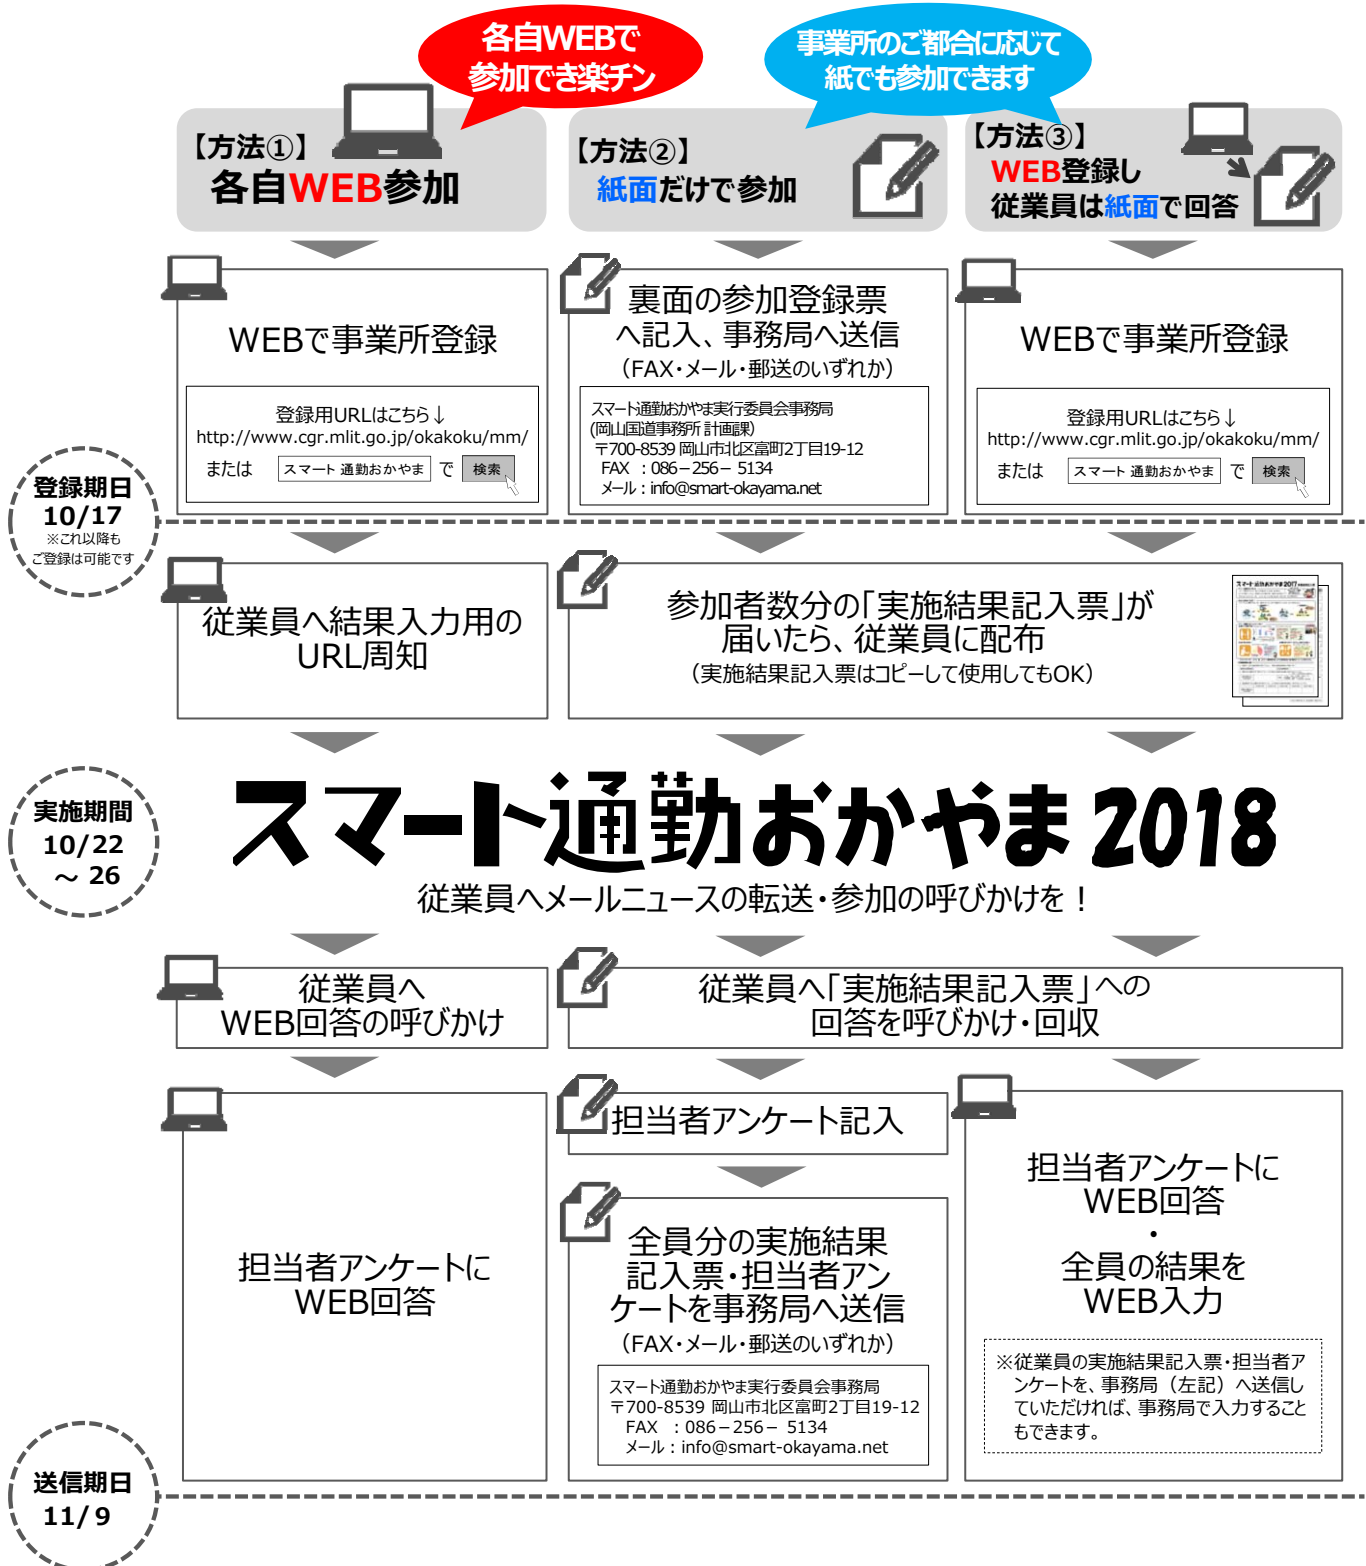 各自WEBで
参加でき楽チン
事業所のご都合に応じて
紙でも参加できます
【方法①】
各自WEB参加
【方法②】
紙面だけで参加
【方法③】
WEB登録し
従業員は紙面で回答
WEBで事業所登録
登録用URLはこちら↓
http://www.cgr.mlit.go.jp/okakoku/mm/
または スマート通勤おかやま で 検索
裏面の参加登録票
へ記入、事務局へ送信
（FAX・メール・郵送のいずれか）
スマート通勤おかやま実行委員会事務局
(岡山国道事務所 計画課)
〒700-8539 岡山市北区富町2丁目19-12
FAX ：086－256－5134
メール：info@smart-okayama.net
WEBで事業所登録
登録用URLはこちら↓
http://www.cgr.mlit.go.jp/okakoku/mm/
または スマート通勤おかやま で 検索
登録期日
10/17
※これ以降も
ご登録は可能です
従業員へ結果入力用の
URL周知
参加者数分の「実施結果記入票」が
届いたら、従業員に配布
（実施結果記入票はコピーして使用してもOK）
スマート通勤おかやま2017
実施期間
10/22
～ 26
スマート通勤おかやま2018
従業員へメールニュースの転送・参加の呼びかけを！
従業員へ
WEB回答の呼びかけ
従業員へ「実施結果記入票」への
回答を呼びかけ・回収
担当者アンケートに
WEB回答
担当者アンケート記入
全員分の実施結果
記入票・担当者アン
ケートを事務局へ送信
（FAX・メール・郵送のいずれか）
スマート通勤おかやま実行委員会事務局
〒700-8539 岡山市北区富町2丁目19-12
FAX ：086－256－5134
メール：info@smart-okayama.net
担当者アンケートに
WEB回答
・
全員の結果を
WEB入力
※従業員の実施結果記入票・担当者ア
ンケートを、事務局（左記）へ送信し
ていただければ、事務局で入力すること
もできます。
送信期日
11/9